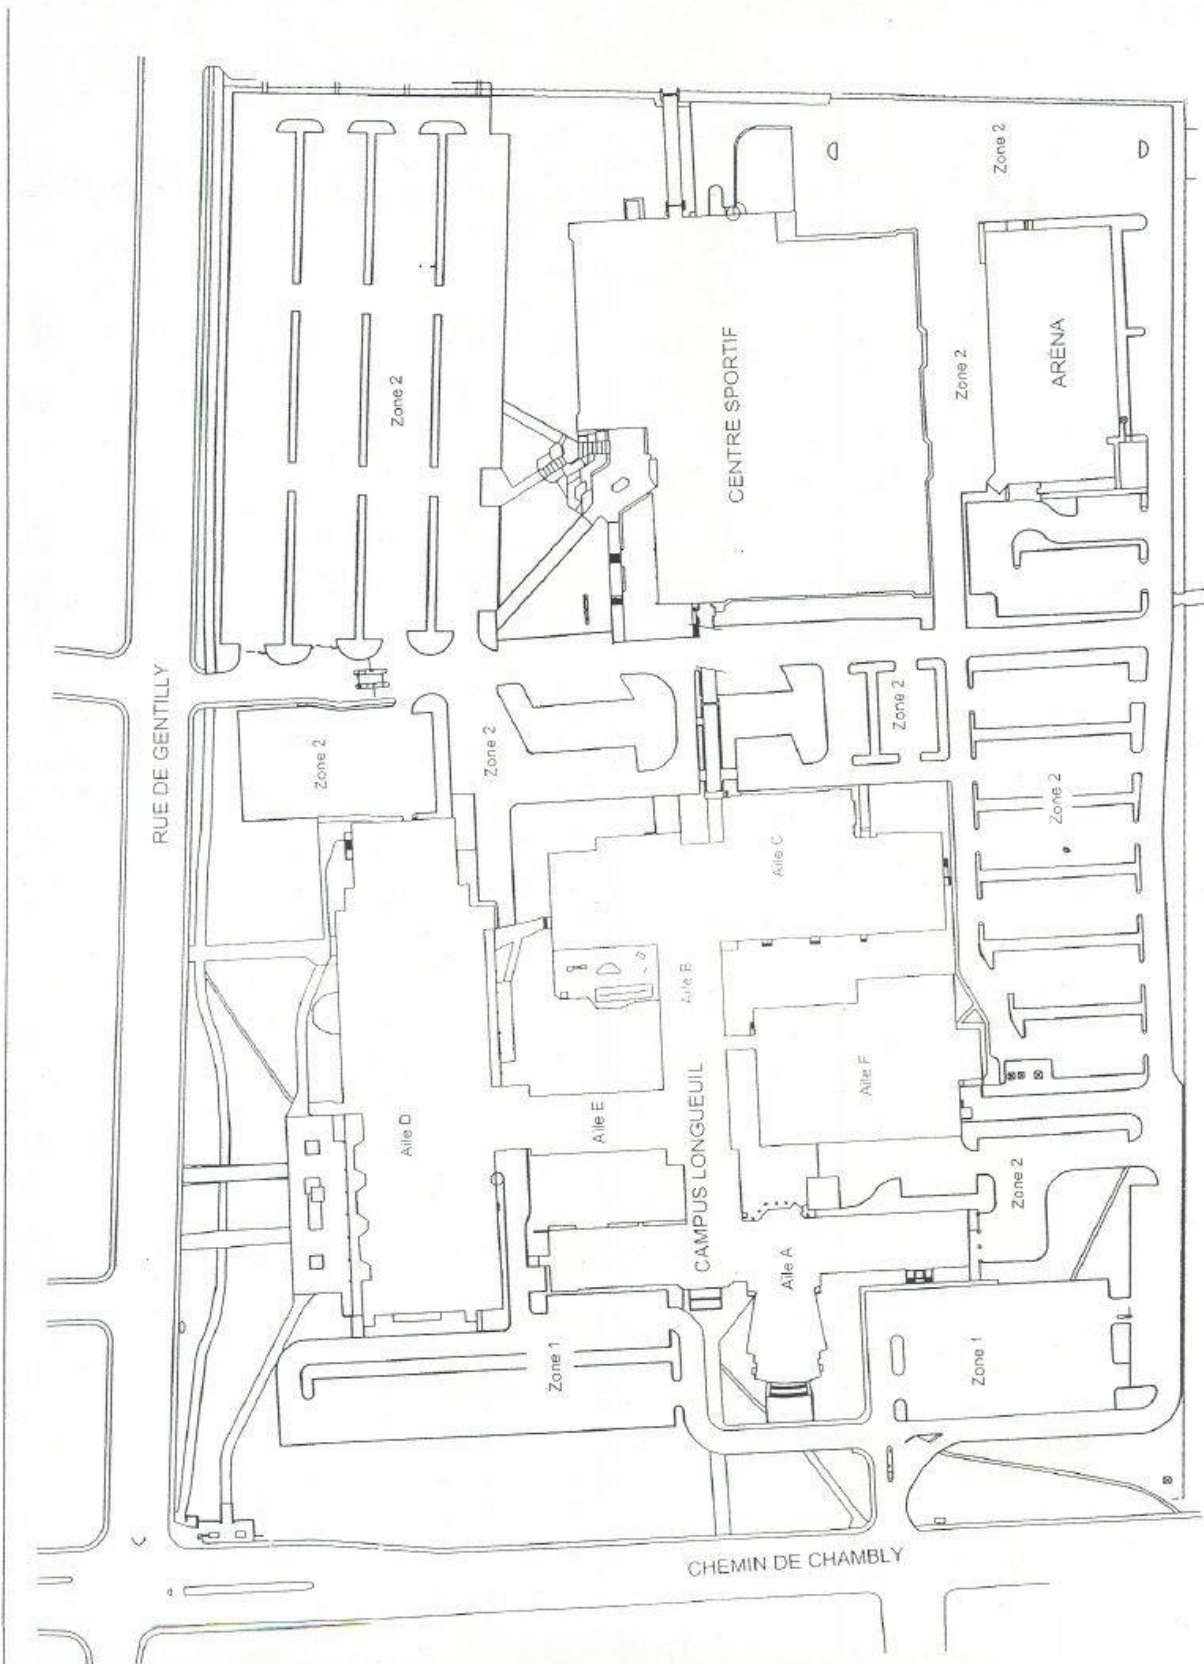 Zone 2
Zone 2
CENTRE SPORTIF
Zone 2
ARÉNA
RUE DE GENTILLY
Zone 2
Zone 2
Zone 2
Zone 2
Aile C
Aile B
Aile D
Aile E
CAMPUS LONGUEUIL
Aile F
Zone 2
Aile A
Zone 1
Zone 1
CHEMIN DE CHAMBLY